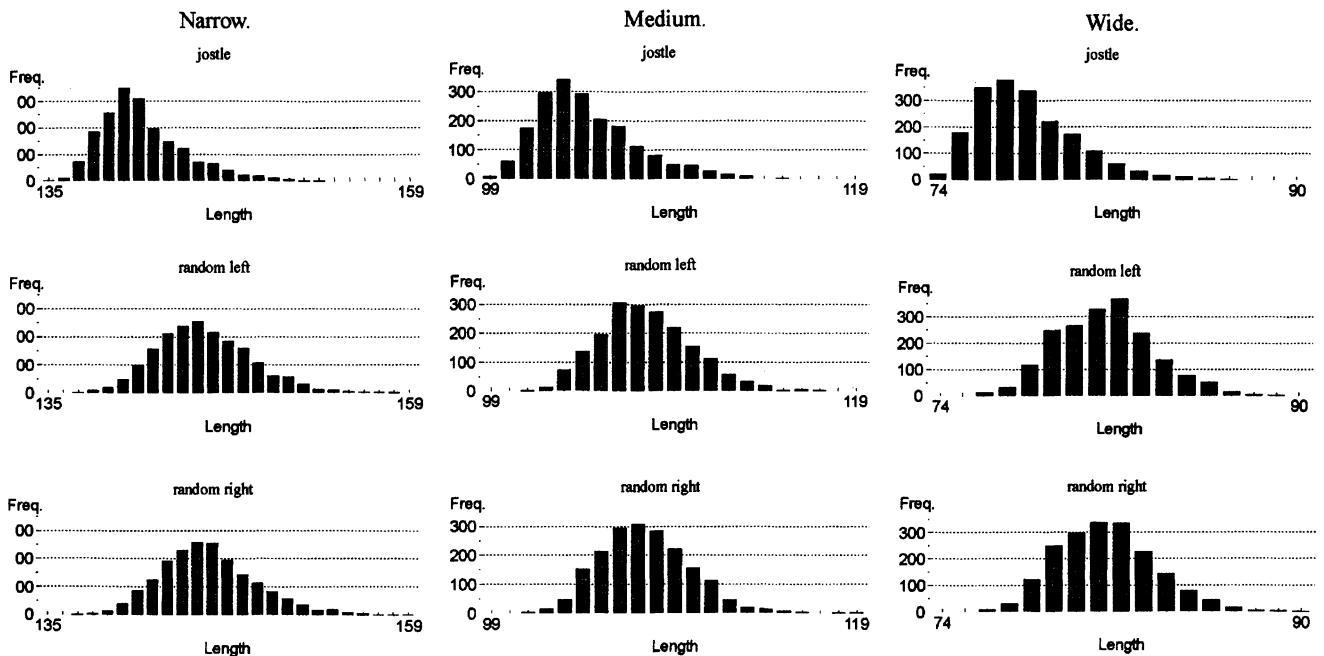 Narrow.
jostle
Freq.
00
00
00
0
135
159
Length
Medium.
jostle
Freq.
300
200
100
0
99
119
Length
Wide.
jostle
Freq.
300
200
100
0
74
90
Length
random left
Freq.
00
00
00
0
135
159
Length
random left
Freq.
300
200
100
0
99
119
Length
random left
Freq.
300
200
100
0
74
90
Length
random right
Freq.
00
00
00
0
135
159
Length
random right
Freq.
300
200
100
0
99
119
Length
random right
Freq.
300
200
100
0
74
90
Length